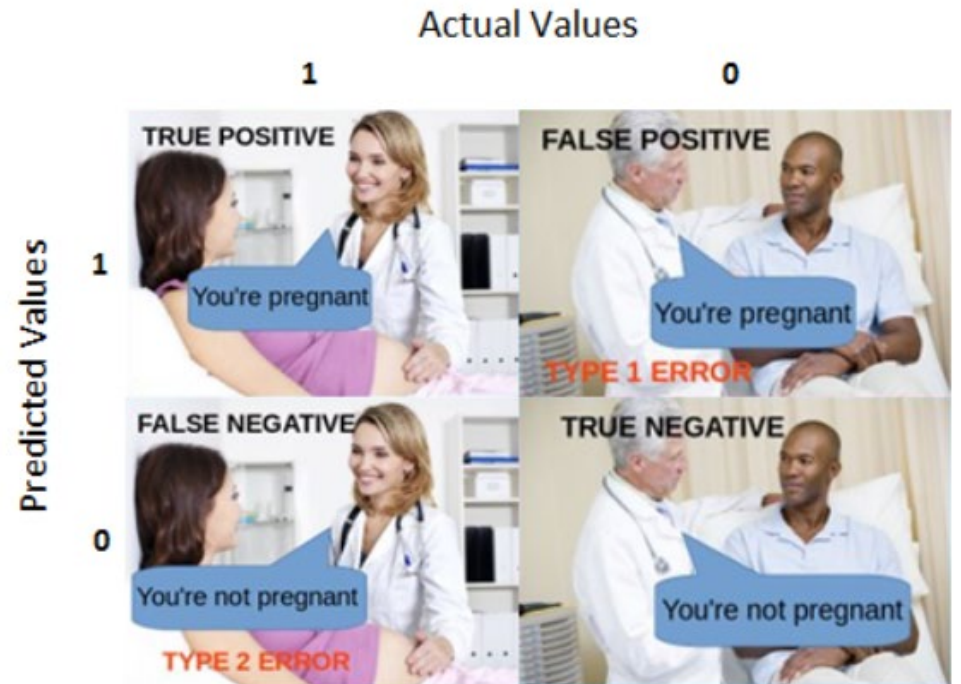 Actual Values
1
0
Predicted Values
1
TRUE POSITIVE
You're pregnant
FALSE POSITIVE
You're pregnant
TYPE 1 ERROR
0
FALSE NEGATIVE
You're not pregnant
TYPE 2 ERROR
TRUE NEGATIVE
You're not pregnant